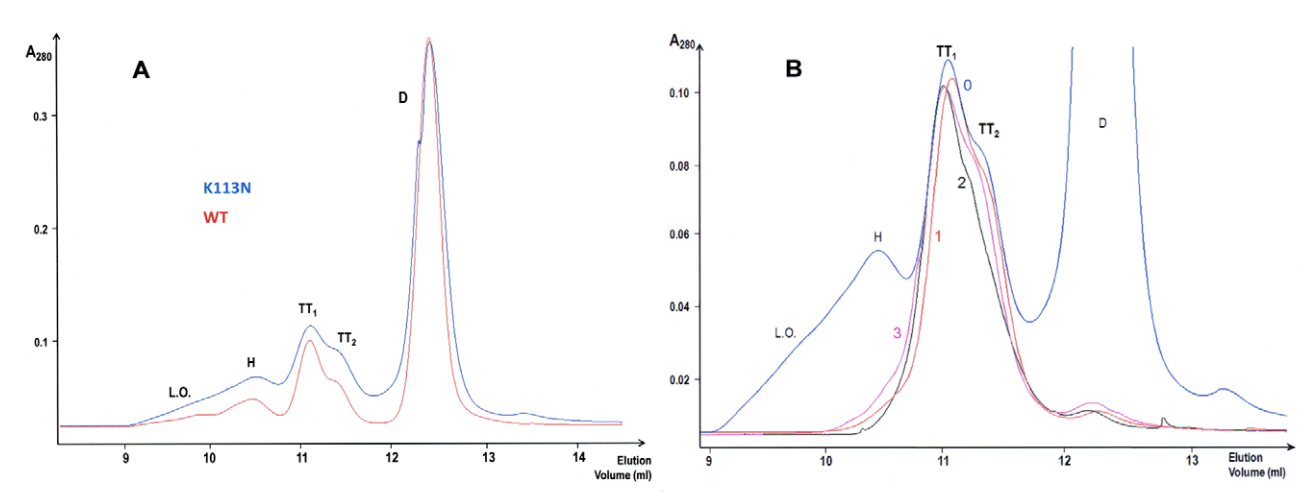 A280
A
D
0.3
K113N
WT
0.2
TT1
TT2
H
L.O.
0.1
9
10
11
12
13
14
Elution
Volume (ml)
A280
B
TT1
0
0.10
TT2
D
0.08
2
H
0.06
1
0.04
L.O.
3
0.02
9
10
11
12
13
Elution
Volume (ml)